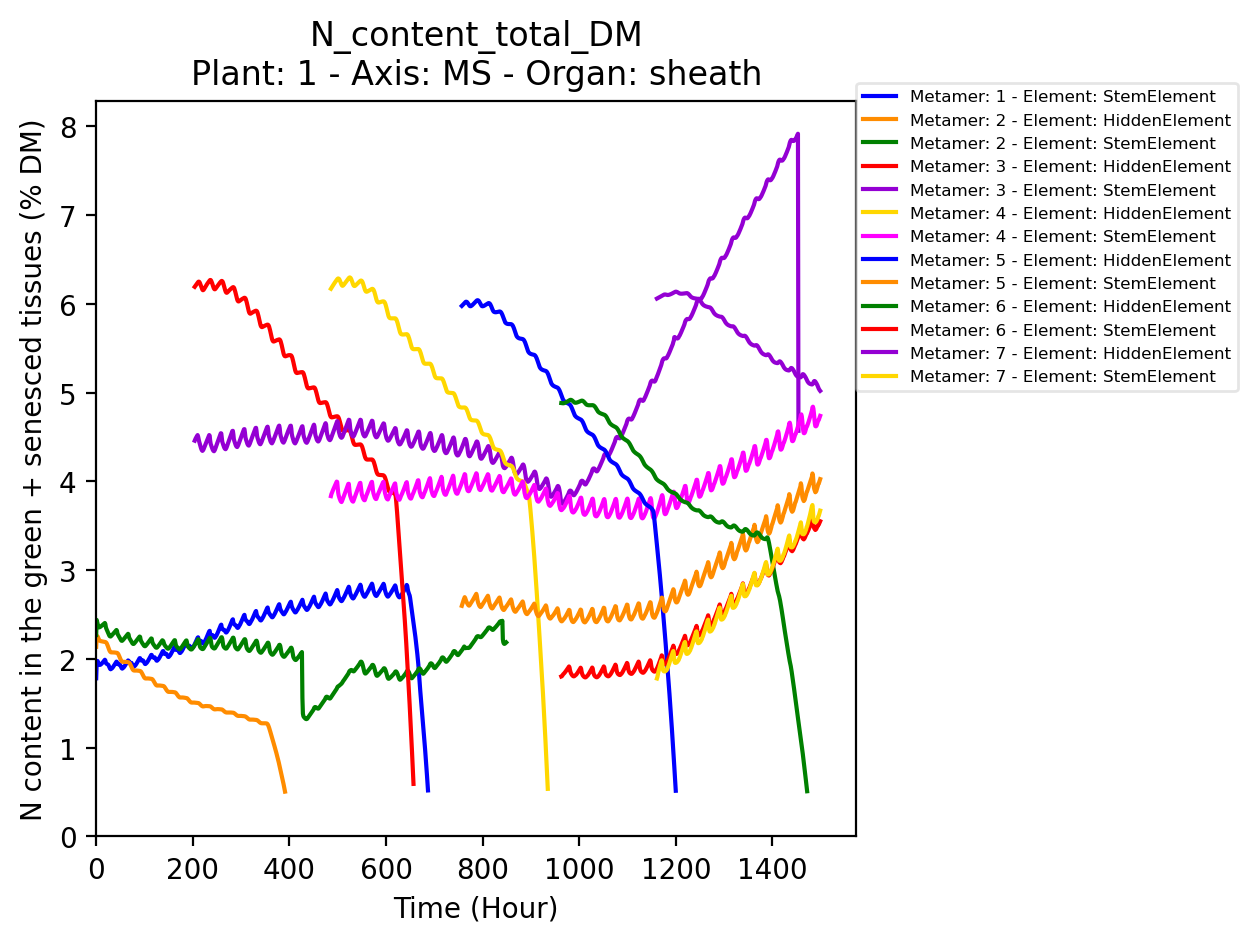 N_content_total_DM
Plant: 1 - Axis: MS - Organ: sheath
N content in the green + senesced tissues (% DM)
8
7
6
5
4
3
2
1
0
0 200 400 600 800 1000 1200 1400
Time (Hour)
Metamer: 1 - Element: StemElement
Metamer: 2 - Element: HiddenElement
Metamer: 2 - Element: StemElement
Metamer: 3 - Element: HiddenElement
Metamer: 3 - Element: StemElement
Metamer: 4 - Element: HiddenElement
Metamer: 4 - Element: StemElement
Metamer: 5 - Element: HiddenElement
Metamer: 5 - Element: StemElement
Metamer: 6 - Element: HiddenElement
Metamer: 6 - Element: StemElement
Metamer: 7 - Element: HiddenElement
Metamer: 7 - Element: StemElement